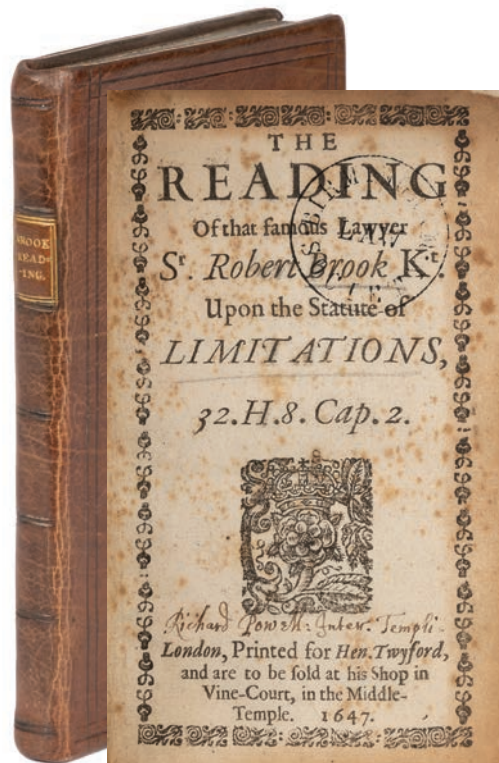 BROOK
READ-
-ING.
THE
READING
Of that famous Lawyer
Sr. Robert Brook Kt.
Upon the Statute of
LIMITATIONS,
32. H. 8. Cap. 2.
Richard Powell: Inter. Templi-
London, Printed for Hen. Twyford,
and are to be sold at his Shop in
Vine-Court, in the Middle-
Temple. 1647.
LAW